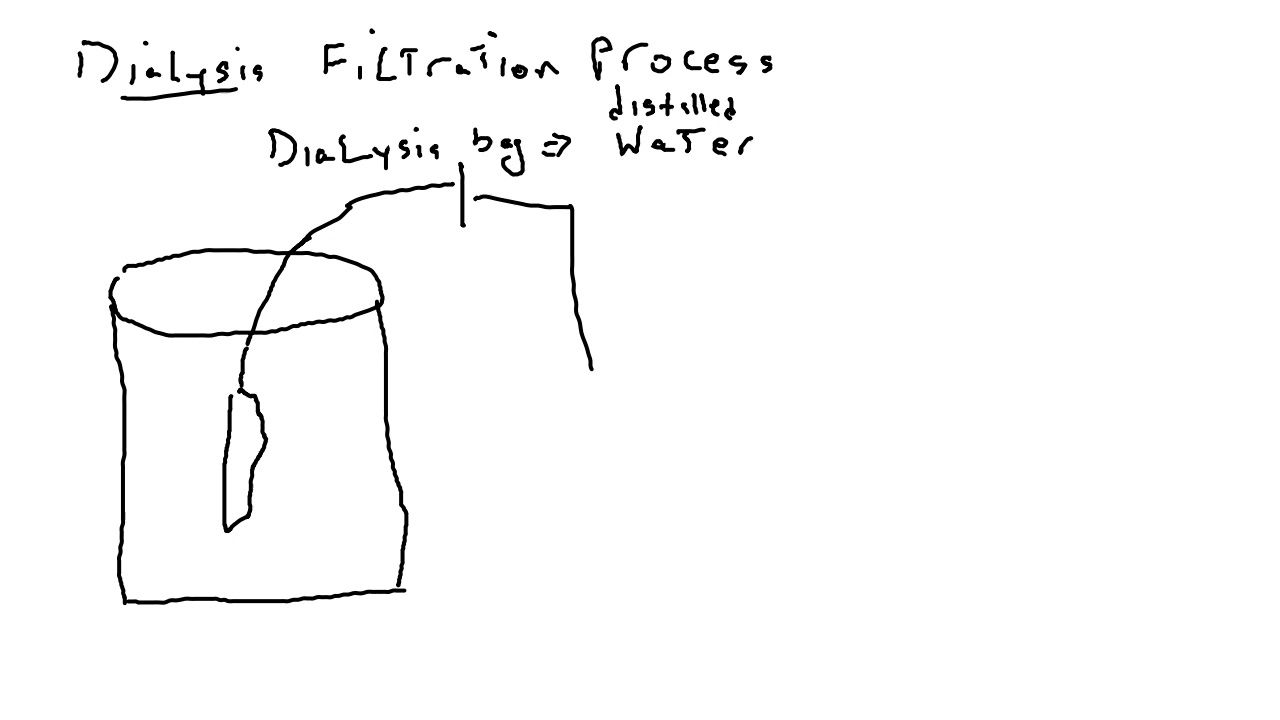 Dialysis Filtration Process
distilled
Dialysis bag ⇒ Water